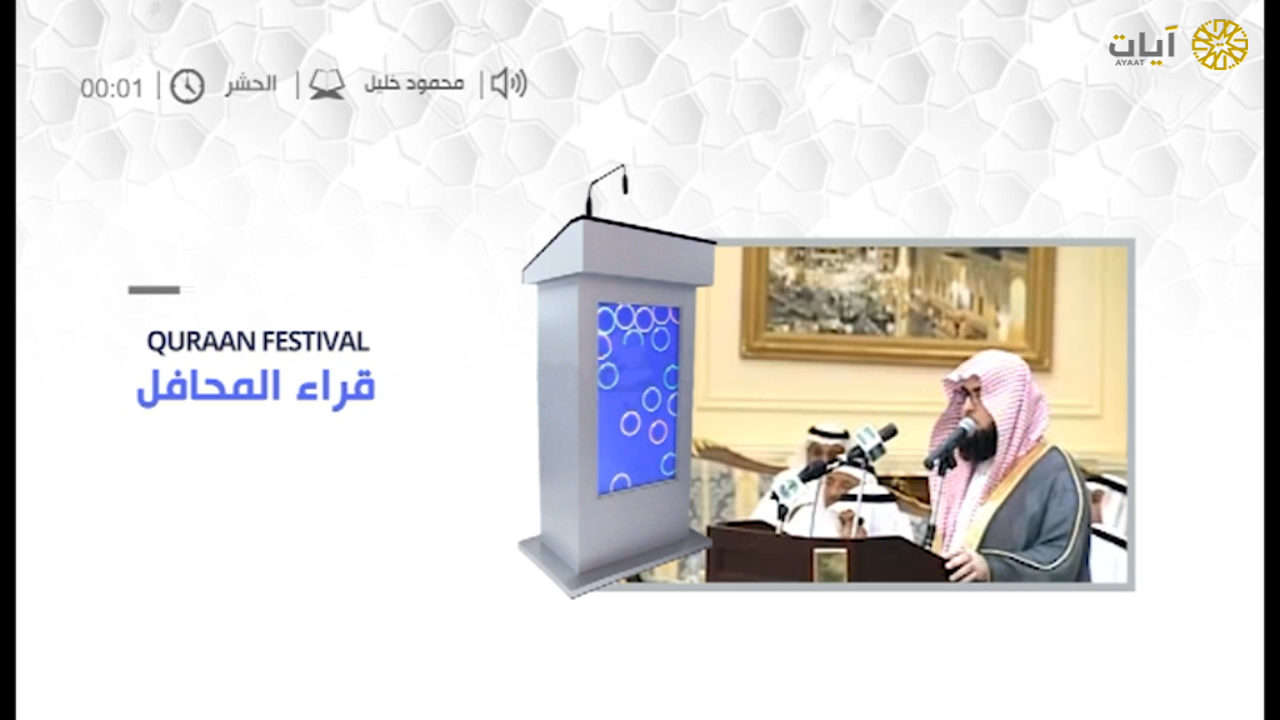 آيات
AYAAT
محمود خليل | الحشر | 00:01
QURAAN FESTIVAL
قراء المحافل